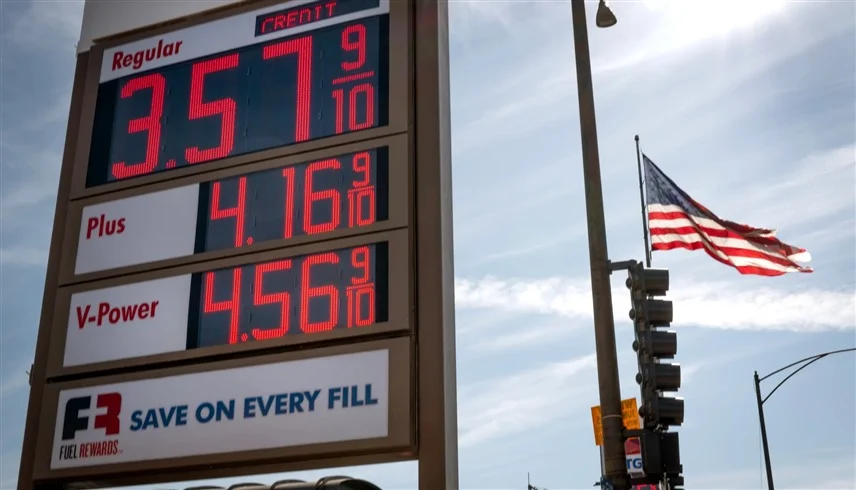 CREDIT
Regular
3.57 9/10
Plus
4.16 9/10
V-Power
4.56 9/10
FR
FUEL REWARDS
SAVE ON EVERY FILL
TG